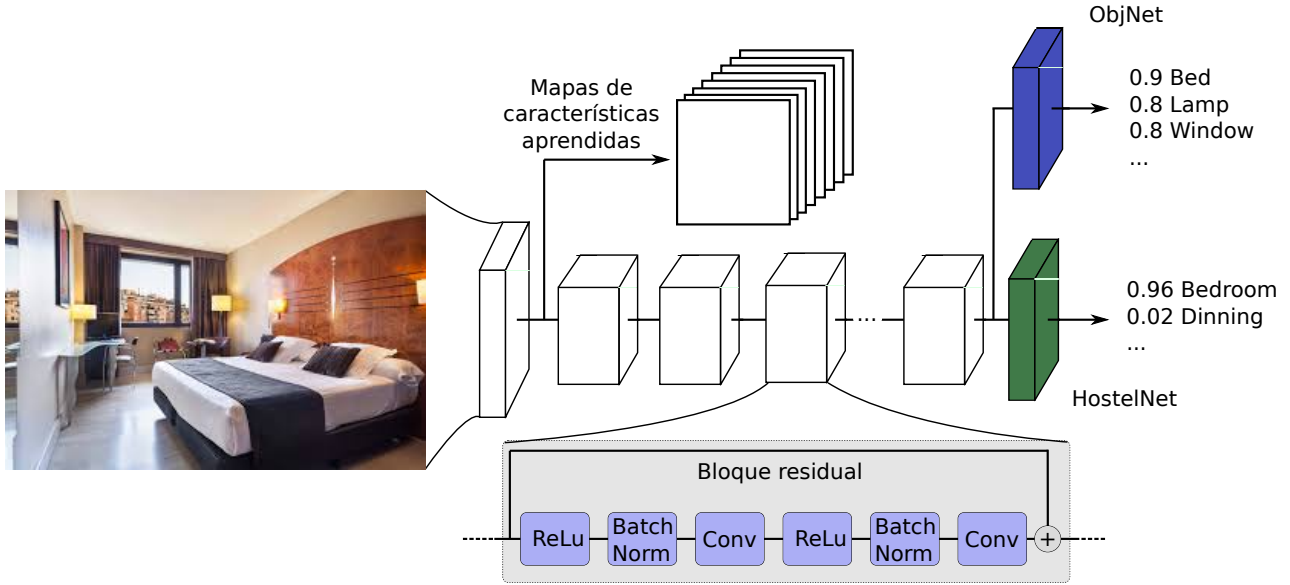 ObjNet
0.9 Bed
0.8 Lamp
0.8 Window
...
Mapas de
características
aprendidas
...
0.96 Bedroom
0.02 Dinning
...
HostelNet
Bloque residual
ReLu
Batch
Norm
Conv
ReLu
Batch
Norm
Conv
+